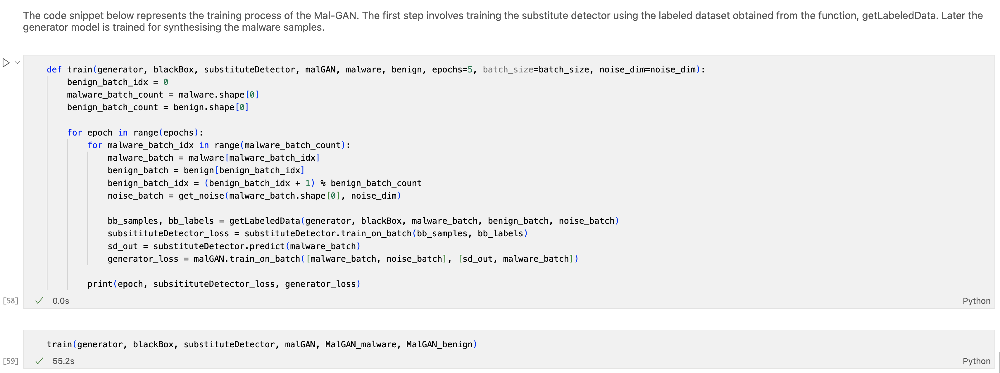 The code snippet below represents the training process of the Mal-GAN. The first step involves training the substitute detector using the labeled dataset obtained from the function, getLabeledData. Later the
generator model is trained for synthesising the malware samples.
def train(generator, blackBox, substituteDetector, malGAN, malware, benign, epochs=5, batch_size=batch_size, noise_dim=noise_dim):
    benign_batch_idx = 0
    malware_batch_count = malware.shape[0]
    benign_batch_count = benign.shape[0]
    for epoch in range(epochs):
        for malware_batch_idx in range(malware_batch_count):
            malware_batch = malware[malware_batch_idx]
            benign_batch = benign[benign_batch_idx]
            benign_batch_idx = (benign_batch_idx + 1) % benign_batch_count
            noise_batch = get_noise(malware_batch.shape[0], noise_dim)
            bb_samples, bb_labels = getLabeledData(generator, blackBox, malware_batch, benign_batch, noise_batch)
            subsitituteDetector_loss = substituteDetector.train_on_batch(bb_samples, bb_labels)
            sd_out = substituteDetector.predict(malware_batch)
            generator_loss = malGAN.train_on_batch([malware_batch, noise_batch], [sd_out, malware_batch])
        print(epoch, subsitituteDetector_loss, generator_loss)
[58] 0.0s Python
train(generator, blackBox, substituteDetector, malGAN, MalGAN_malware, MalGAN_benign)
[59] 55.2s Python